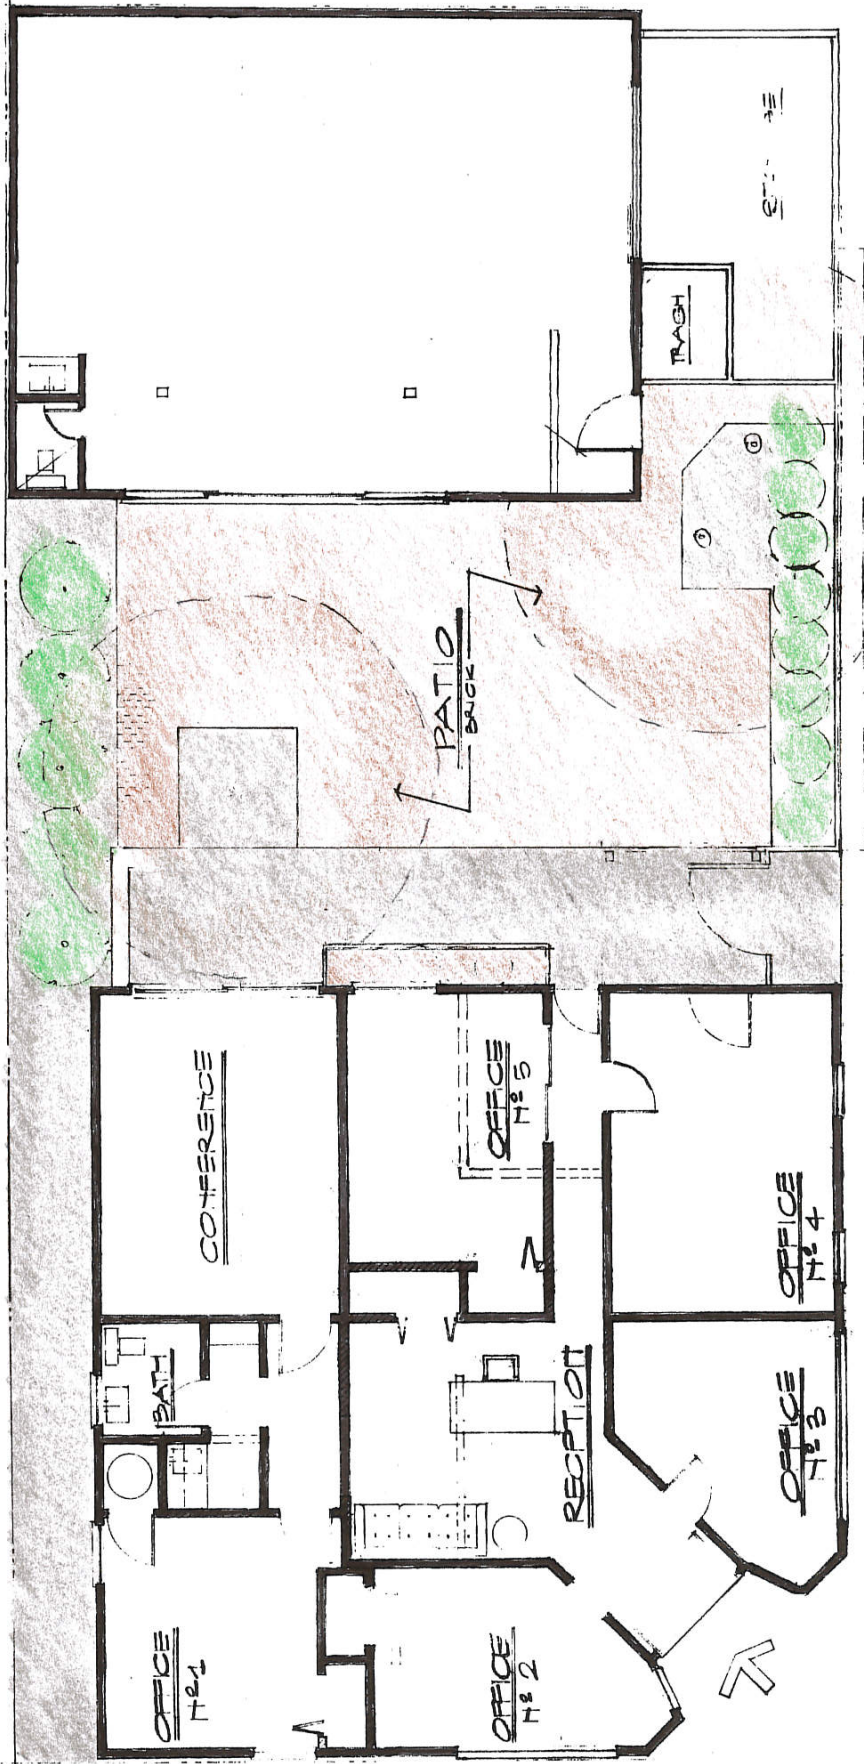 TRASH
PATIO
BRICK
CONFERENCE
OFFICE
Nº 5
OFFICE
Nº 4
BATH
RECPTION
OFFICE
Nº 3
OFFICE
Nº 1
OFFICE
Nº 2